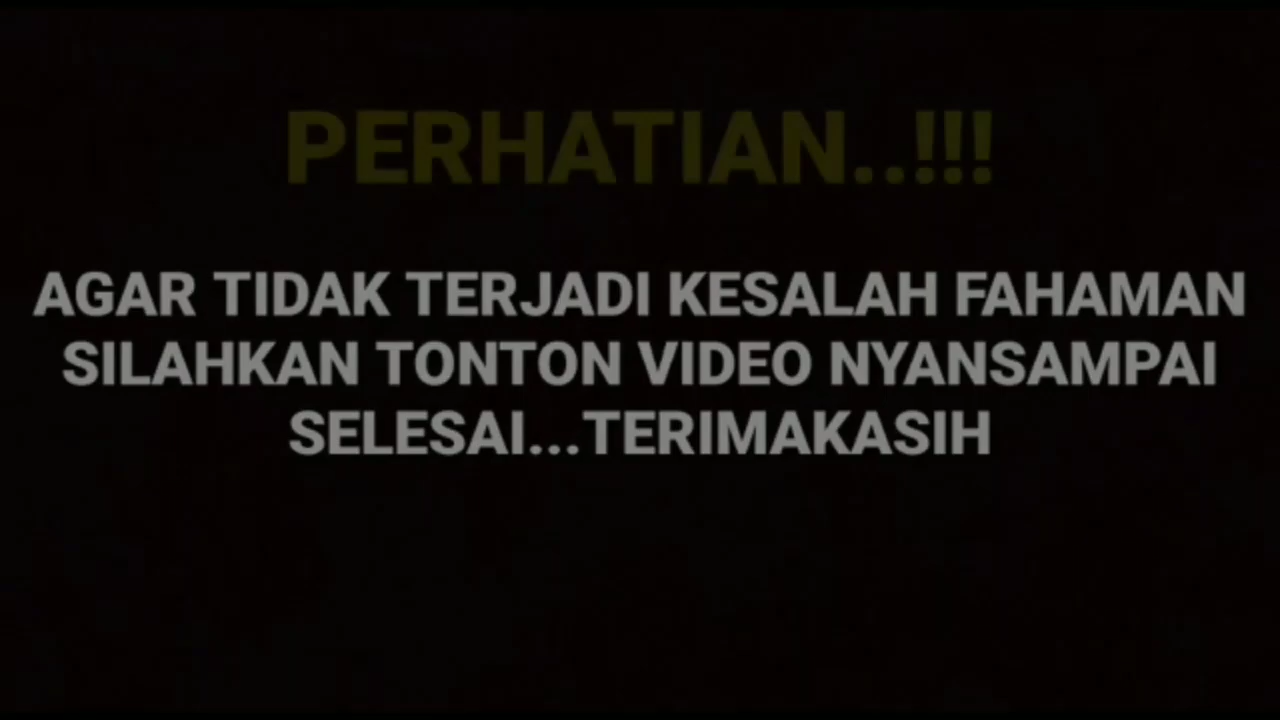 PERHATIAN..!!!
AGAR TIDAK TERJADI KESALAH FAHAMAN
SILAHKAN TONTON VIDEO NYANSAMPAI
SELESAI...TERIMAKASIH